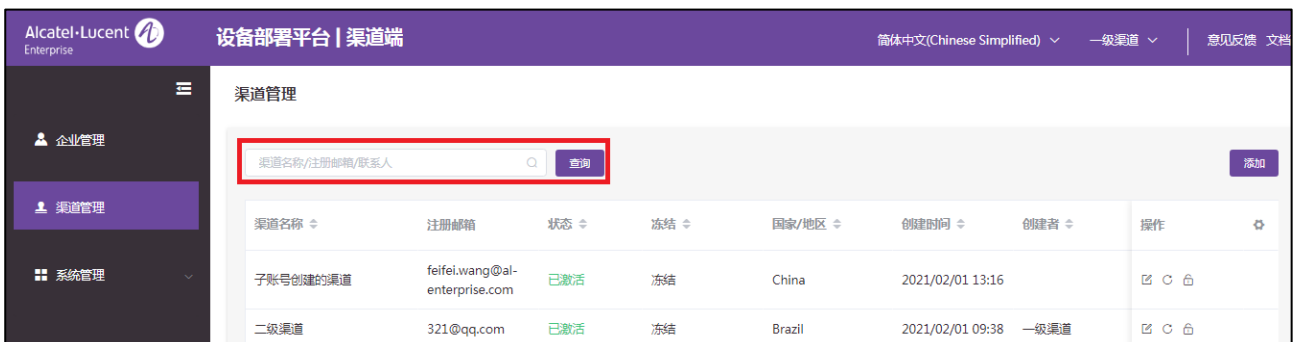 Alcatel·Lucent
Enterprise
设备部署平台 | 渠道端
简体中文(Chinese Simplified)
一级渠道
意见反馈 文档
渠道管理
企业管理
渠道名称/注册邮箱/联系人
查询
添加
渠道管理
渠道名称 注册邮箱 状态 冻结 国家/地区 创建时间 创建者 操作
系统管理
子账号创建的渠道 feifei.wang@al-
enterprise.com 已激活 冻结 China 2021/02/01 13:16
二级渠道 321@qq.com 已激活 冻结 Brazil 2021/02/01 09:38 一级渠道